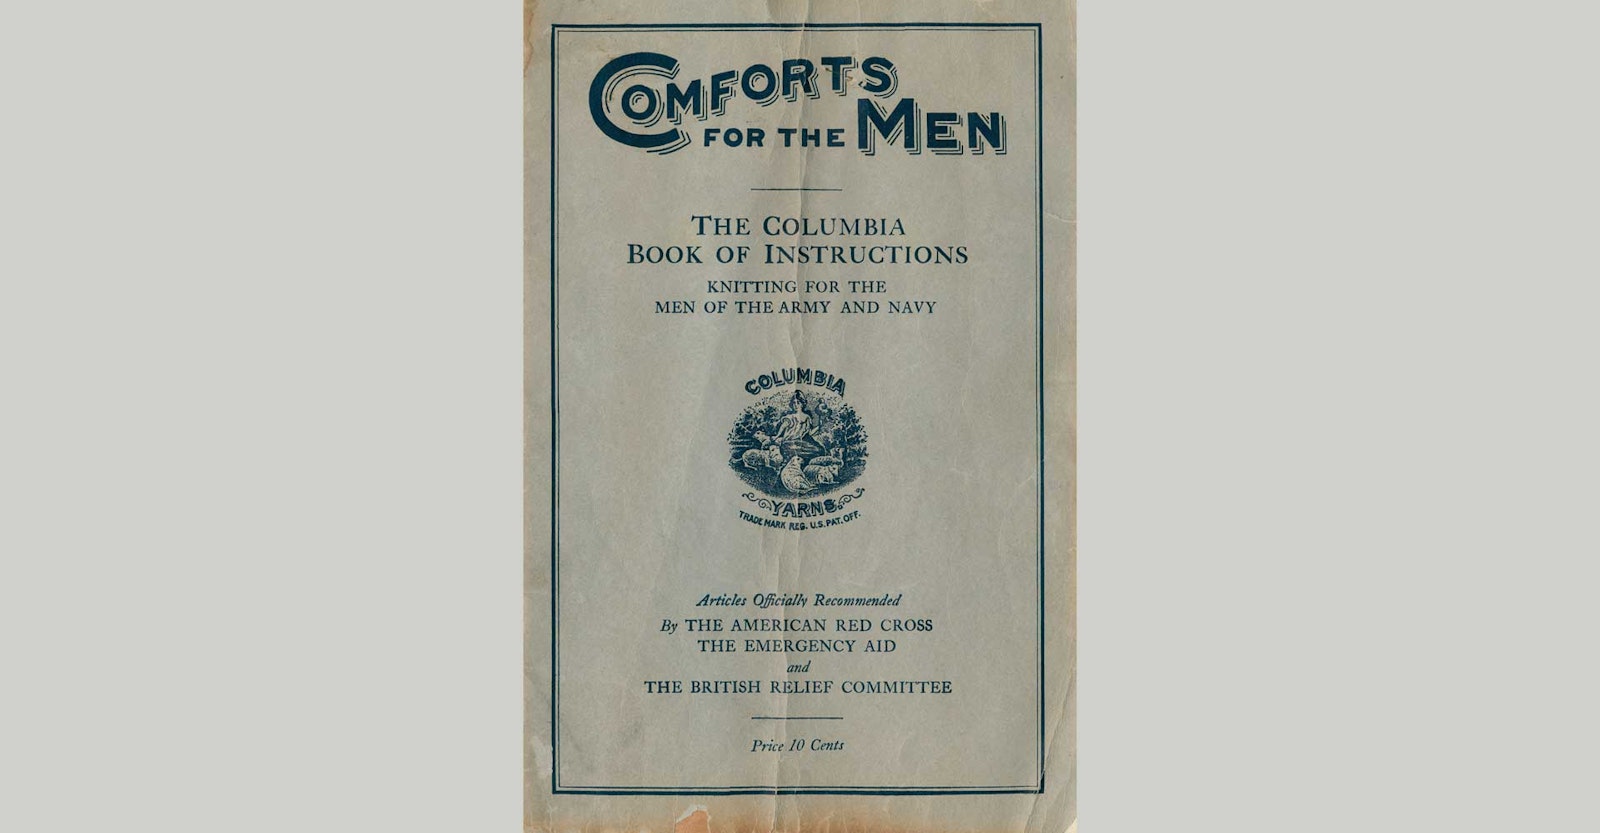 COMFORTS
FOR THE MEN
THE COLUMBIA
BOOK OF INSTRUCTIONS
KNITTING FOR THE
MEN OF THE ARMY AND NAVY
COLUMBIA
YARNS.
TRADE MARK REG. U.S. PAT. OFF.
Articles Officially Recommended
By THE AMERICAN RED CROSS
THE EMERGENCY AID
and
THE BRITISH RELIEF COMMITTEE
Price 10 Cents